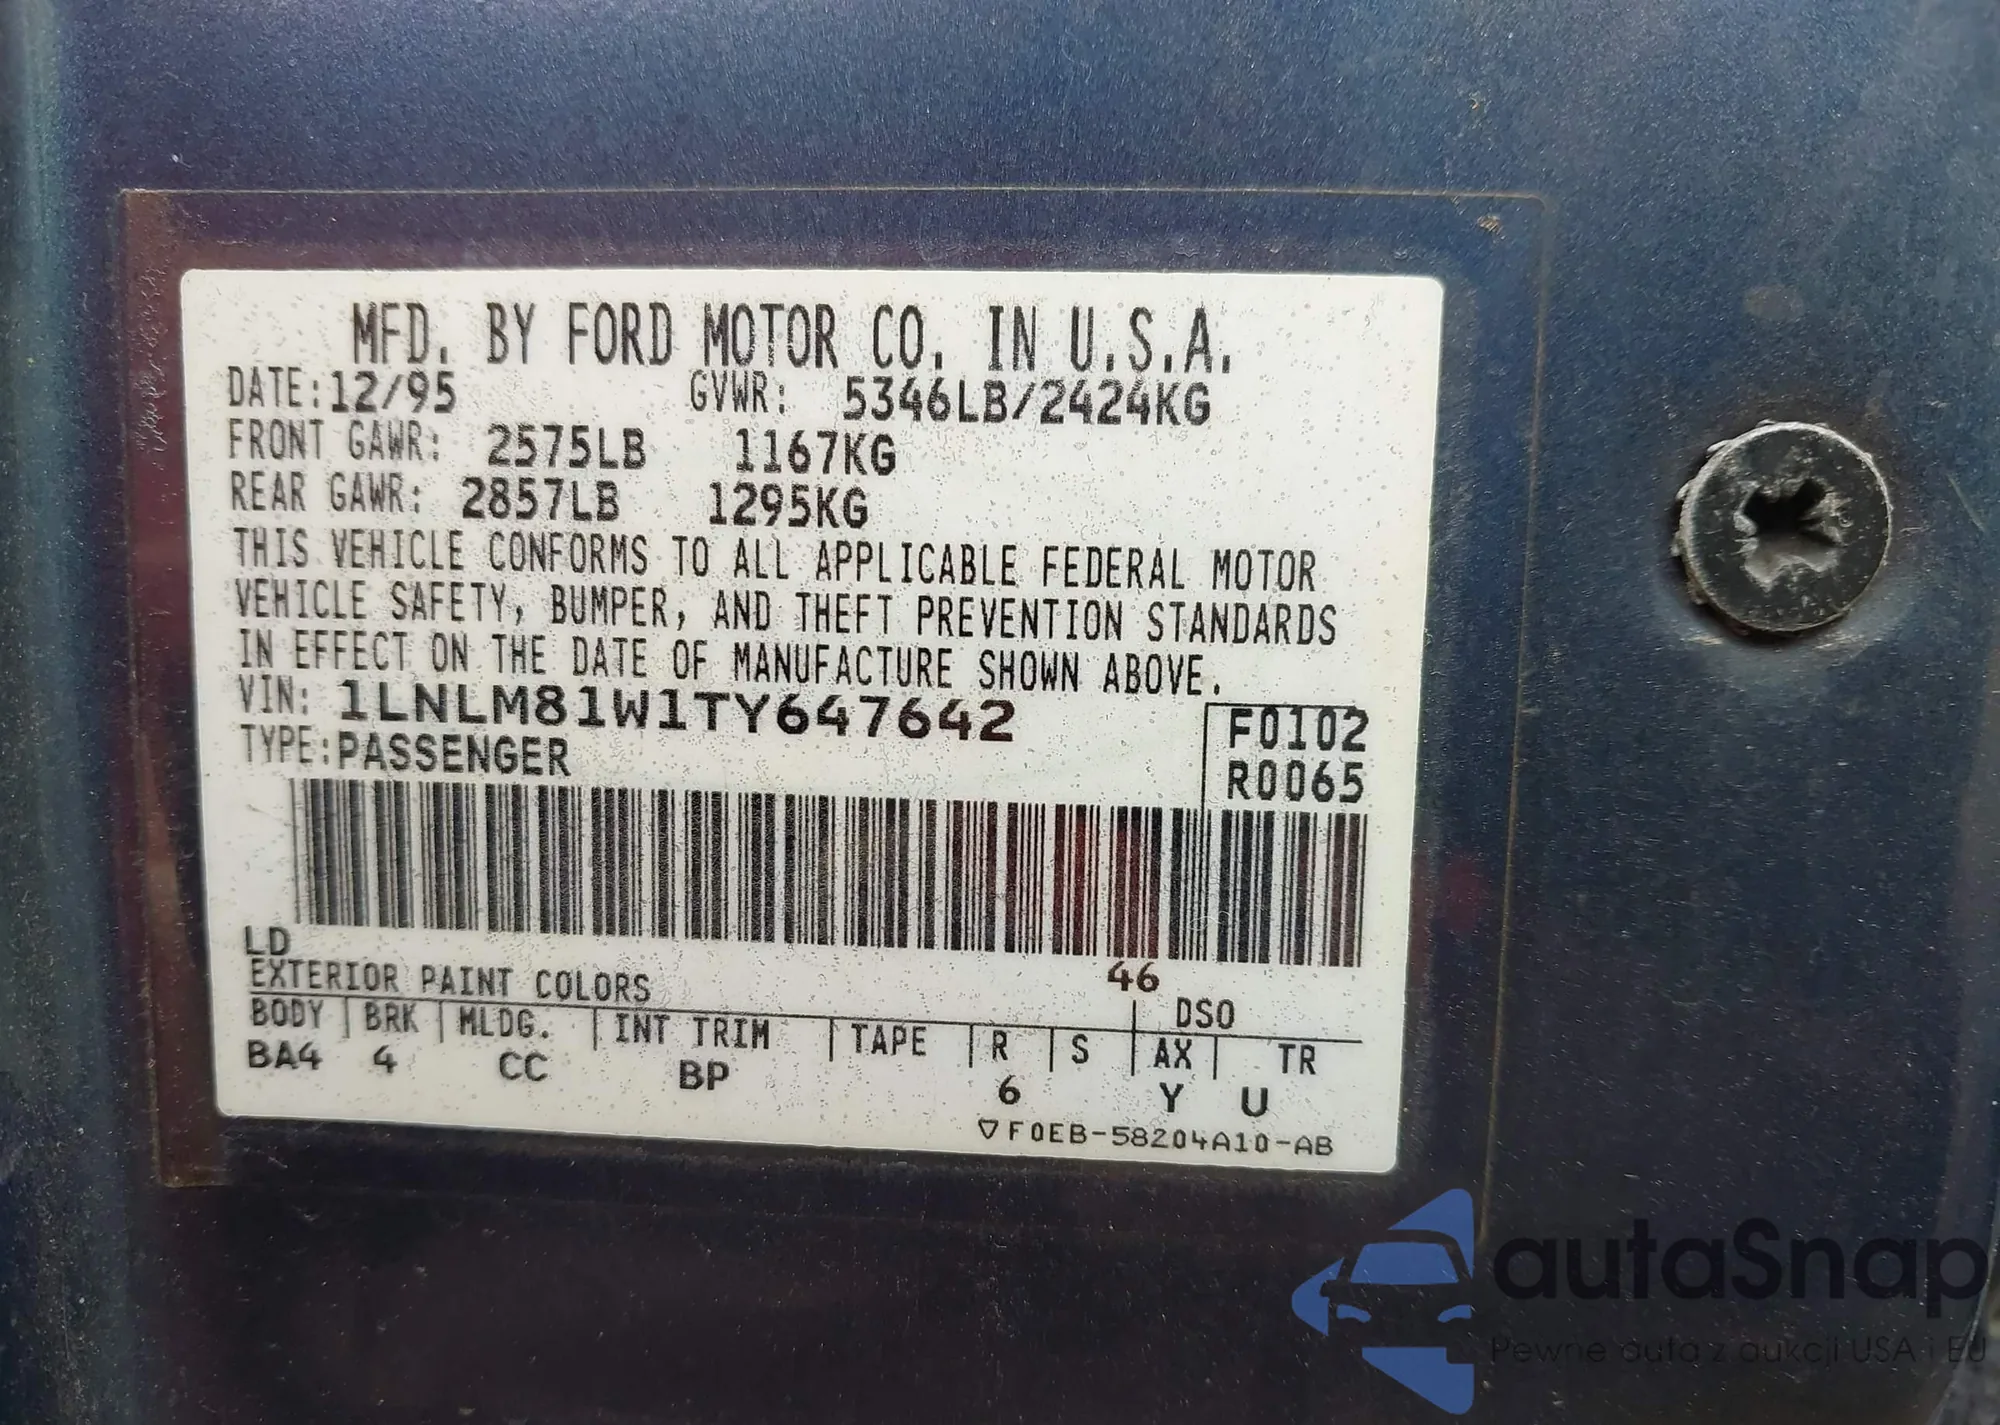 MFD. BY FORD MOTOR CO. IN U.S.A.
DATE: 12/95 GVWR: 5346LB/2424KG
FRONT GAWR: 2575LB 1167KG
REAR GAWR: 2857LB 1295KG
THIS VEHICLE CONFORMS TO ALL APPLICABLE FEDERAL MOTOR
VEHICLE SAFETY, BUMPER, AND THEFT PREVENTION STANDARDS
IN EFFECT ON THE DATE OF MANUFACTURE SHOWN ABOVE.
VIN: 1LNLM81W1TY647642
F0102
TYPE: PASSENGER
R0065
LD
46
EXTERIOR PAINT COLORS
DSO
BODY BRK MLDG. INT TRIM TAPE R S AX TR
BA4 4 CC BP 6 Y U
▽F0EB-58204A10-AB
autaSnap
Pewne auta z aukcji USA i EU